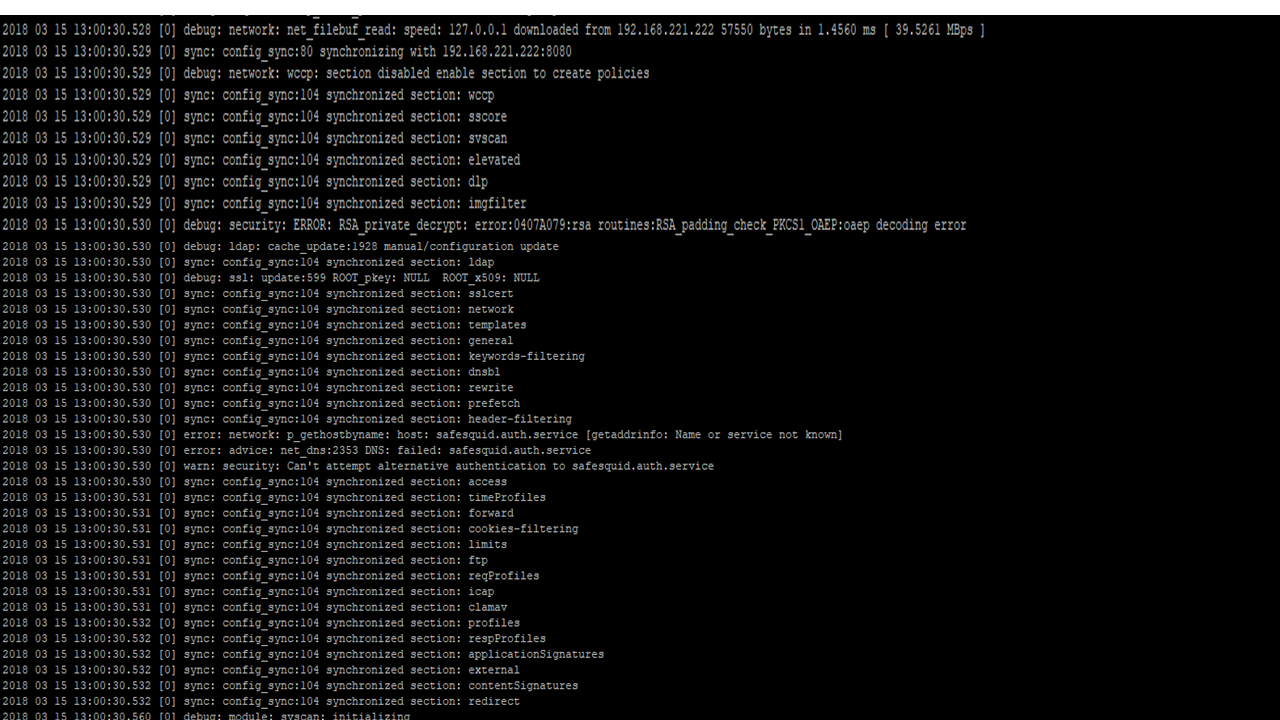 2018 03 15 13:00:30.528 [0] debug: network: net_filebuf_read: speed: 127.0.0.1 downloaded from 192.168.221.222 57550 bytes in 1.4560 ms [ 39.5261 MBps ]
2018 03 15 13:00:30.529 [0] sync: config_sync:80 synchronizing with 192.168.221.222:8080
2018 03 15 13:00:30.529 [0] debug: network: wccp: section disabled enable section to create policies
2018 03 15 13:00:30.529 [0] sync: config_sync:104 synchronized section: wccp
2018 03 15 13:00:30.529 [0] sync: config_sync:104 synchronized section: sscore
2018 03 15 13:00:30.529 [0] sync: config_sync:104 synchronized section: svscan
2018 03 15 13:00:30.529 [0] sync: config_sync:104 synchronized section: elevated
2018 03 15 13:00:30.529 [0] sync: config_sync:104 synchronized section: dlp
2018 03 15 13:00:30.529 [0] sync: config_sync:104 synchronized section: imgfilter
2018 03 15 13:00:30.530 [0] debug: security: ERROR: RSA_private_decrypt: error:0407A079:rsa routines:RSA_padding_check_PKCS1_OAEP:oaep decoding error
2018 03 15 13:00:30.530 [0] debug: ldap: cache_update:1928 manual/configuration update
2018 03 15 13:00:30.530 [0] sync: config_sync:104 synchronized section: ldap
2018 03 15 13:00:30.530 [0] debug: ssl: update:599 ROOT_pkey: NULL  ROOT_x509: NULL
2018 03 15 13:00:30.530 [0] sync: config_sync:104 synchronized section: sslcert
2018 03 15 13:00:30.530 [0] sync: config_sync:104 synchronized section: network
2018 03 15 13:00:30.530 [0] sync: config_sync:104 synchronized section: templates
2018 03 15 13:00:30.530 [0] sync: config_sync:104 synchronized section: general
2018 03 15 13:00:30.530 [0] sync: config_sync:104 synchronized section: keywords-filtering
2018 03 15 13:00:30.530 [0] sync: config_sync:104 synchronized section: dnsbl
2018 03 15 13:00:30.530 [0] sync: config_sync:104 synchronized section: rewrite
2018 03 15 13:00:30.530 [0] sync: config_sync:104 synchronized section: prefetch
2018 03 15 13:00:30.530 [0] sync: config_sync:104 synchronized section: header-filtering
2018 03 15 13:00:30.530 [0] error: network: p_gethostbyname: host: safesquid.auth.service [getaddrinfo: Name or service not known]
2018 03 15 13:00:30.530 [0] error: advice: net_dns:2353 DNS: failed: safesquid.auth.service
2018 03 15 13:00:30.530 [0] warn: security: Can't attempt alternative authentication to safesquid.auth.service
2018 03 15 13:00:30.530 [0] sync: config_sync:104 synchronized section: access
2018 03 15 13:00:30.531 [0] sync: config_sync:104 synchronized section: timeProfiles
2018 03 15 13:00:30.531 [0] sync: config_sync:104 synchronized section: forward
2018 03 15 13:00:30.531 [0] sync: config_sync:104 synchronized section: cookies-filtering
2018 03 15 13:00:30.531 [0] sync: config_sync:104 synchronized section: limits
2018 03 15 13:00:30.531 [0] sync: config_sync:104 synchronized section: ftp
2018 03 15 13:00:30.531 [0] sync: config_sync:104 synchronized section: reqProfiles
2018 03 15 13:00:30.531 [0] sync: config_sync:104 synchronized section: icap
2018 03 15 13:00:30.531 [0] sync: config_sync:104 synchronized section: clamav
2018 03 15 13:00:30.532 [0] sync: config_sync:104 synchronized section: profiles
2018 03 15 13:00:30.532 [0] sync: config_sync:104 synchronized section: respProfiles
2018 03 15 13:00:30.532 [0] sync: config_sync:104 synchronized section: applicationSignatures
2018 03 15 13:00:30.532 [0] sync: config_sync:104 synchronized section: external
2018 03 15 13:00:30.532 [0] sync: config_sync:104 synchronized section: contentSignatures
2018 03 15 13:00:30.532 [0] sync: config_sync:104 synchronized section: redirect
2018 03 15 13:00:30.560 [0] debug: module: svscan: initializing